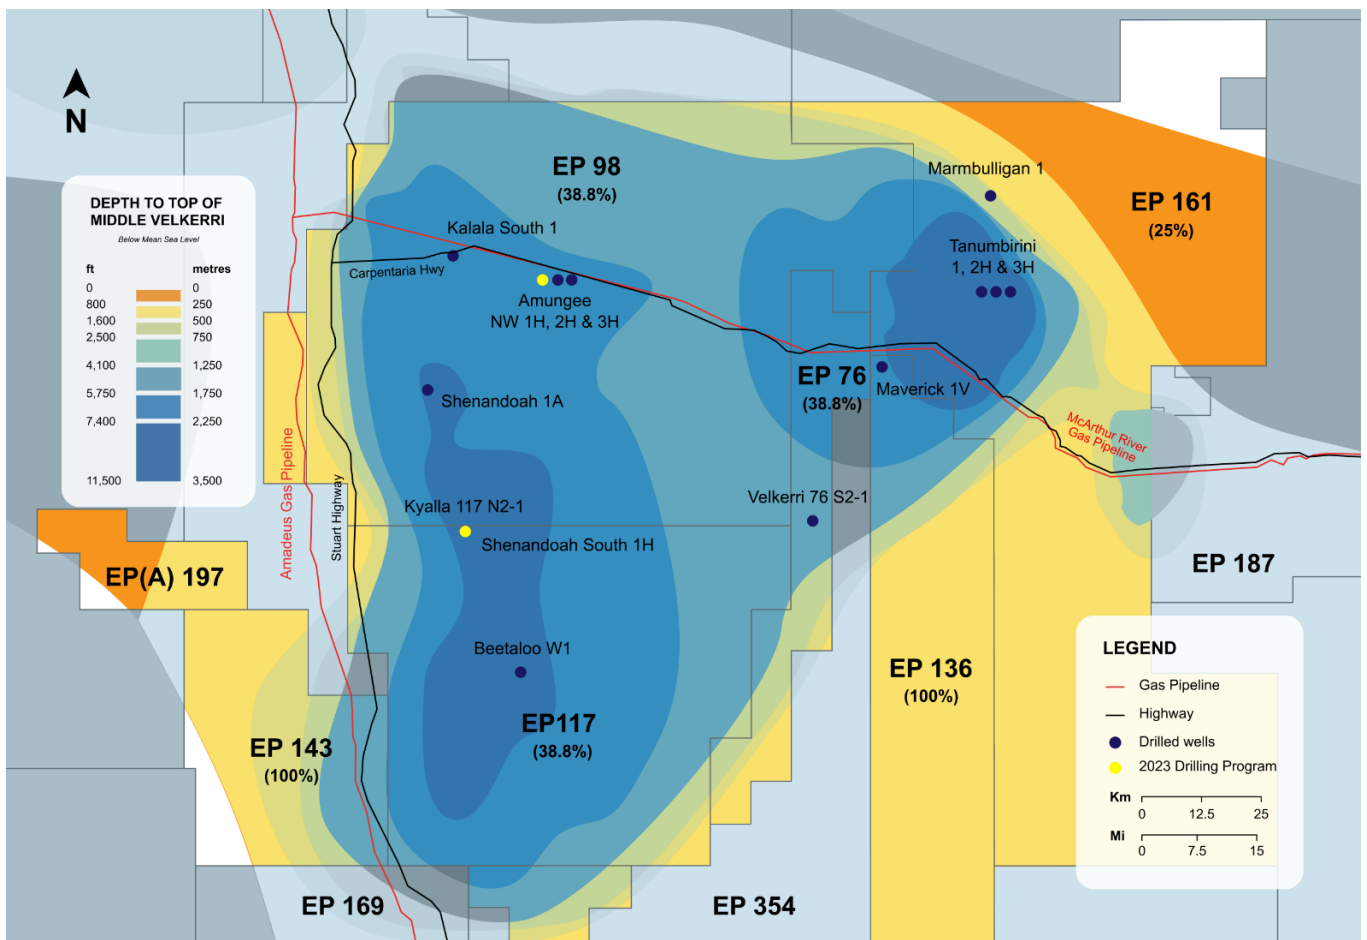 N
DEPTH TO TOP OF
MIDDLE VELKERRI
Below Mean Sea Level
ft metres
0 0
800 250
1,600 500
2,500 750
4,100 1,250
5,750 1,750
7,400 2,250
11,500 3,500
EP 98
(38.8%)
Marmbulligan 1
EP 161
(25%)
Kalala South 1
Carpentaria Hwy
Tanumbirini
1, 2H & 3H
Amungee
NW 1H, 2H & 3H
EP 76
(38.8%)
Maverick 1V
Shenandoah 1A
McArthur River
Gas Pipeline
Amadeus Gas Pipeline
Stuart Highway
Kyalla 117 N2-1
Shenandoah South 1H
Velkerri 76 S2-1
EP(A) 197
EP 187
Beetaloo W1
EP117
(38.8%)
EP 136
(100%)
EP 143
(100%)
EP 169
EP 354
LEGEND
Gas Pipeline
Highway
Drilled wells
2023 Drilling Program
Km
0 12.5 25
Mi
0 7.5 15